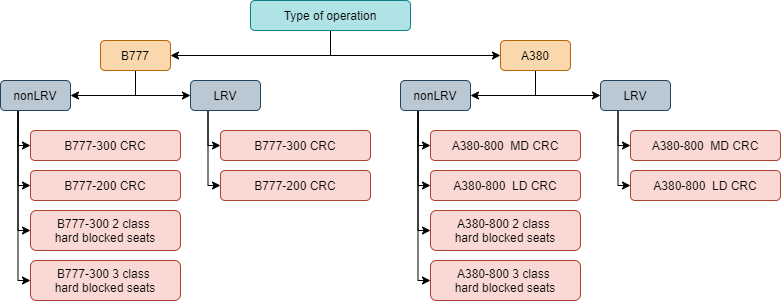 Type of operation
B777
A380
nonLRV
LRV
nonLRV
LRV
B777-300 CRC
B777-300 CRC
A380-800 MD CRC
A380-800 MD CRC
B777-200 CRC
B777-200 CRC
A380-800 LD CRC
A380-800 LD CRC
B777-300 2 class
hard blocked seats
A380-800 2 class
hard blocked seats
B777-300 3 class
hard blocked seats
A380-800 3 class
hard blocked seats